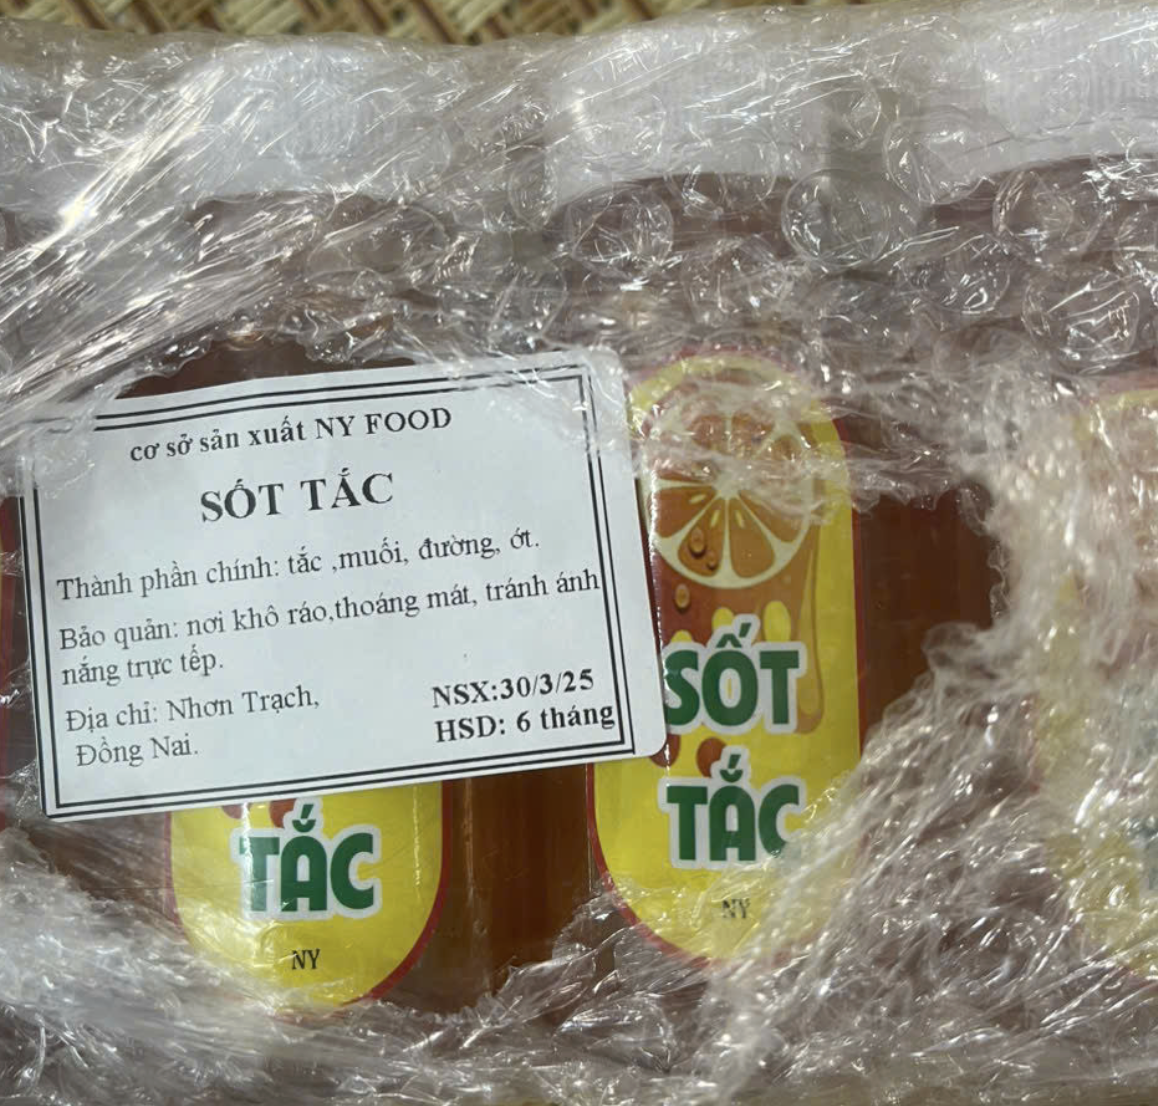 cơ sở sản xuất NY FOOD
SỐT TẮC
Thành phần chính: tắc ,muối, đường, ớt.
Bảo quản: nơi khô ráo,thoáng mát, tránh ánh
nắng trực tếp.
Địa chỉ: Nhơn Trạch,
Đồng Nai.
NSX:30/3/25
HSD: 6 tháng
TẮC
NY
SỐT
TẮC
NY